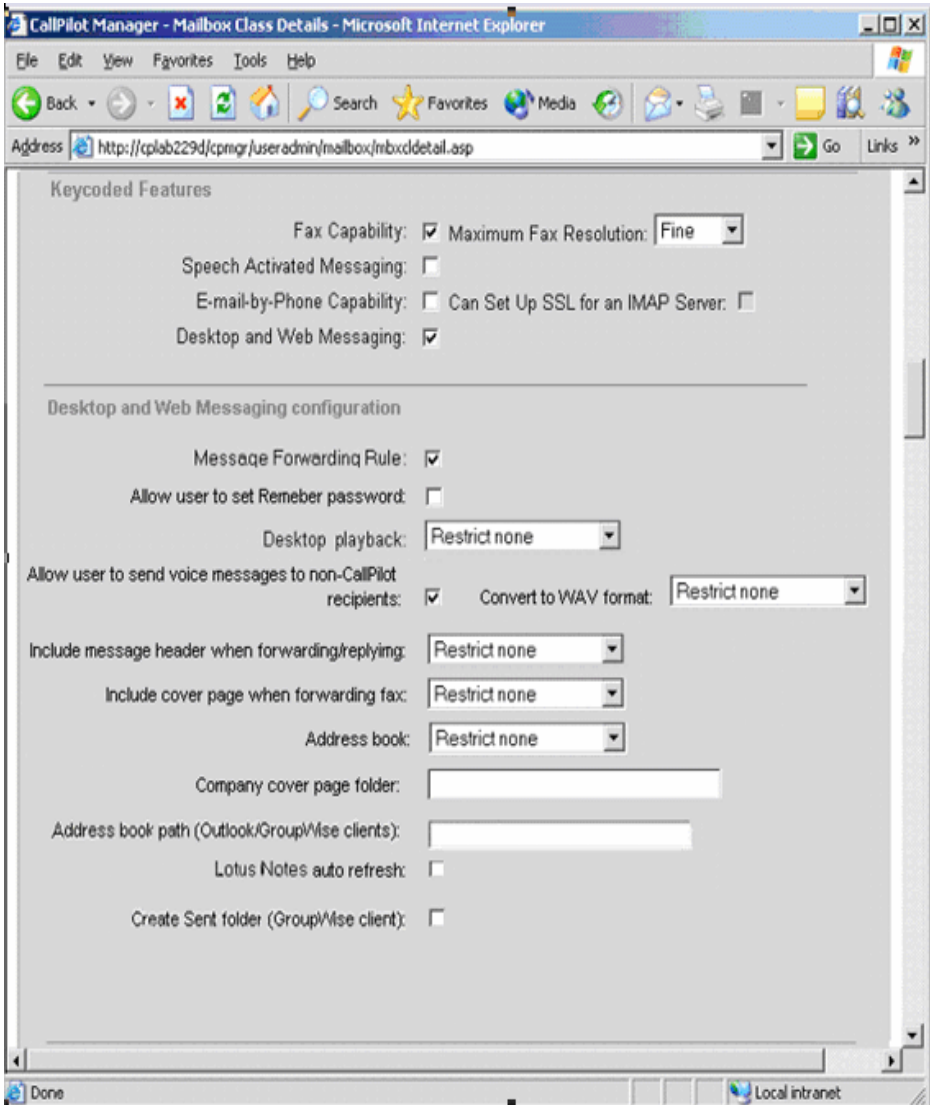 CallPilot Manager - Mailbox Class Details - Microsoft Internet Explorer
File Edit View Favorites Tools Help
Back Search Favorites Media
Address http://cplab229d/cpmgr/useradmin/mailbox/mbxcldetail.asp Go Links »
Keycoded Features
Fax Capability: Maximum Fax Resolution: Fine
Speech Activated Messaging:
E-mail-by-Phone Capability: Can Set Up SSL for an IMAP Server:
Desktop and Web Messaging:
Desktop and Web Messaging configuration
Message Forwarding Rule:
Allow user to set Remeber password:
Desktop playback: Restrict none
Allow user to send voice messages to non-CallPilot
recipients: Convert to WAV format: Restrict none
Include message header when forwarding/replyimg: Restrict none
Include cover page when forwarding fax: Restrict none
Address book: Restrict none
Company cover page folder:
Address book path (Outlook/GroupWise clients):
Lotus Notes auto refresh:
Create Sent folder (GroupWise client):
Done Local intranet